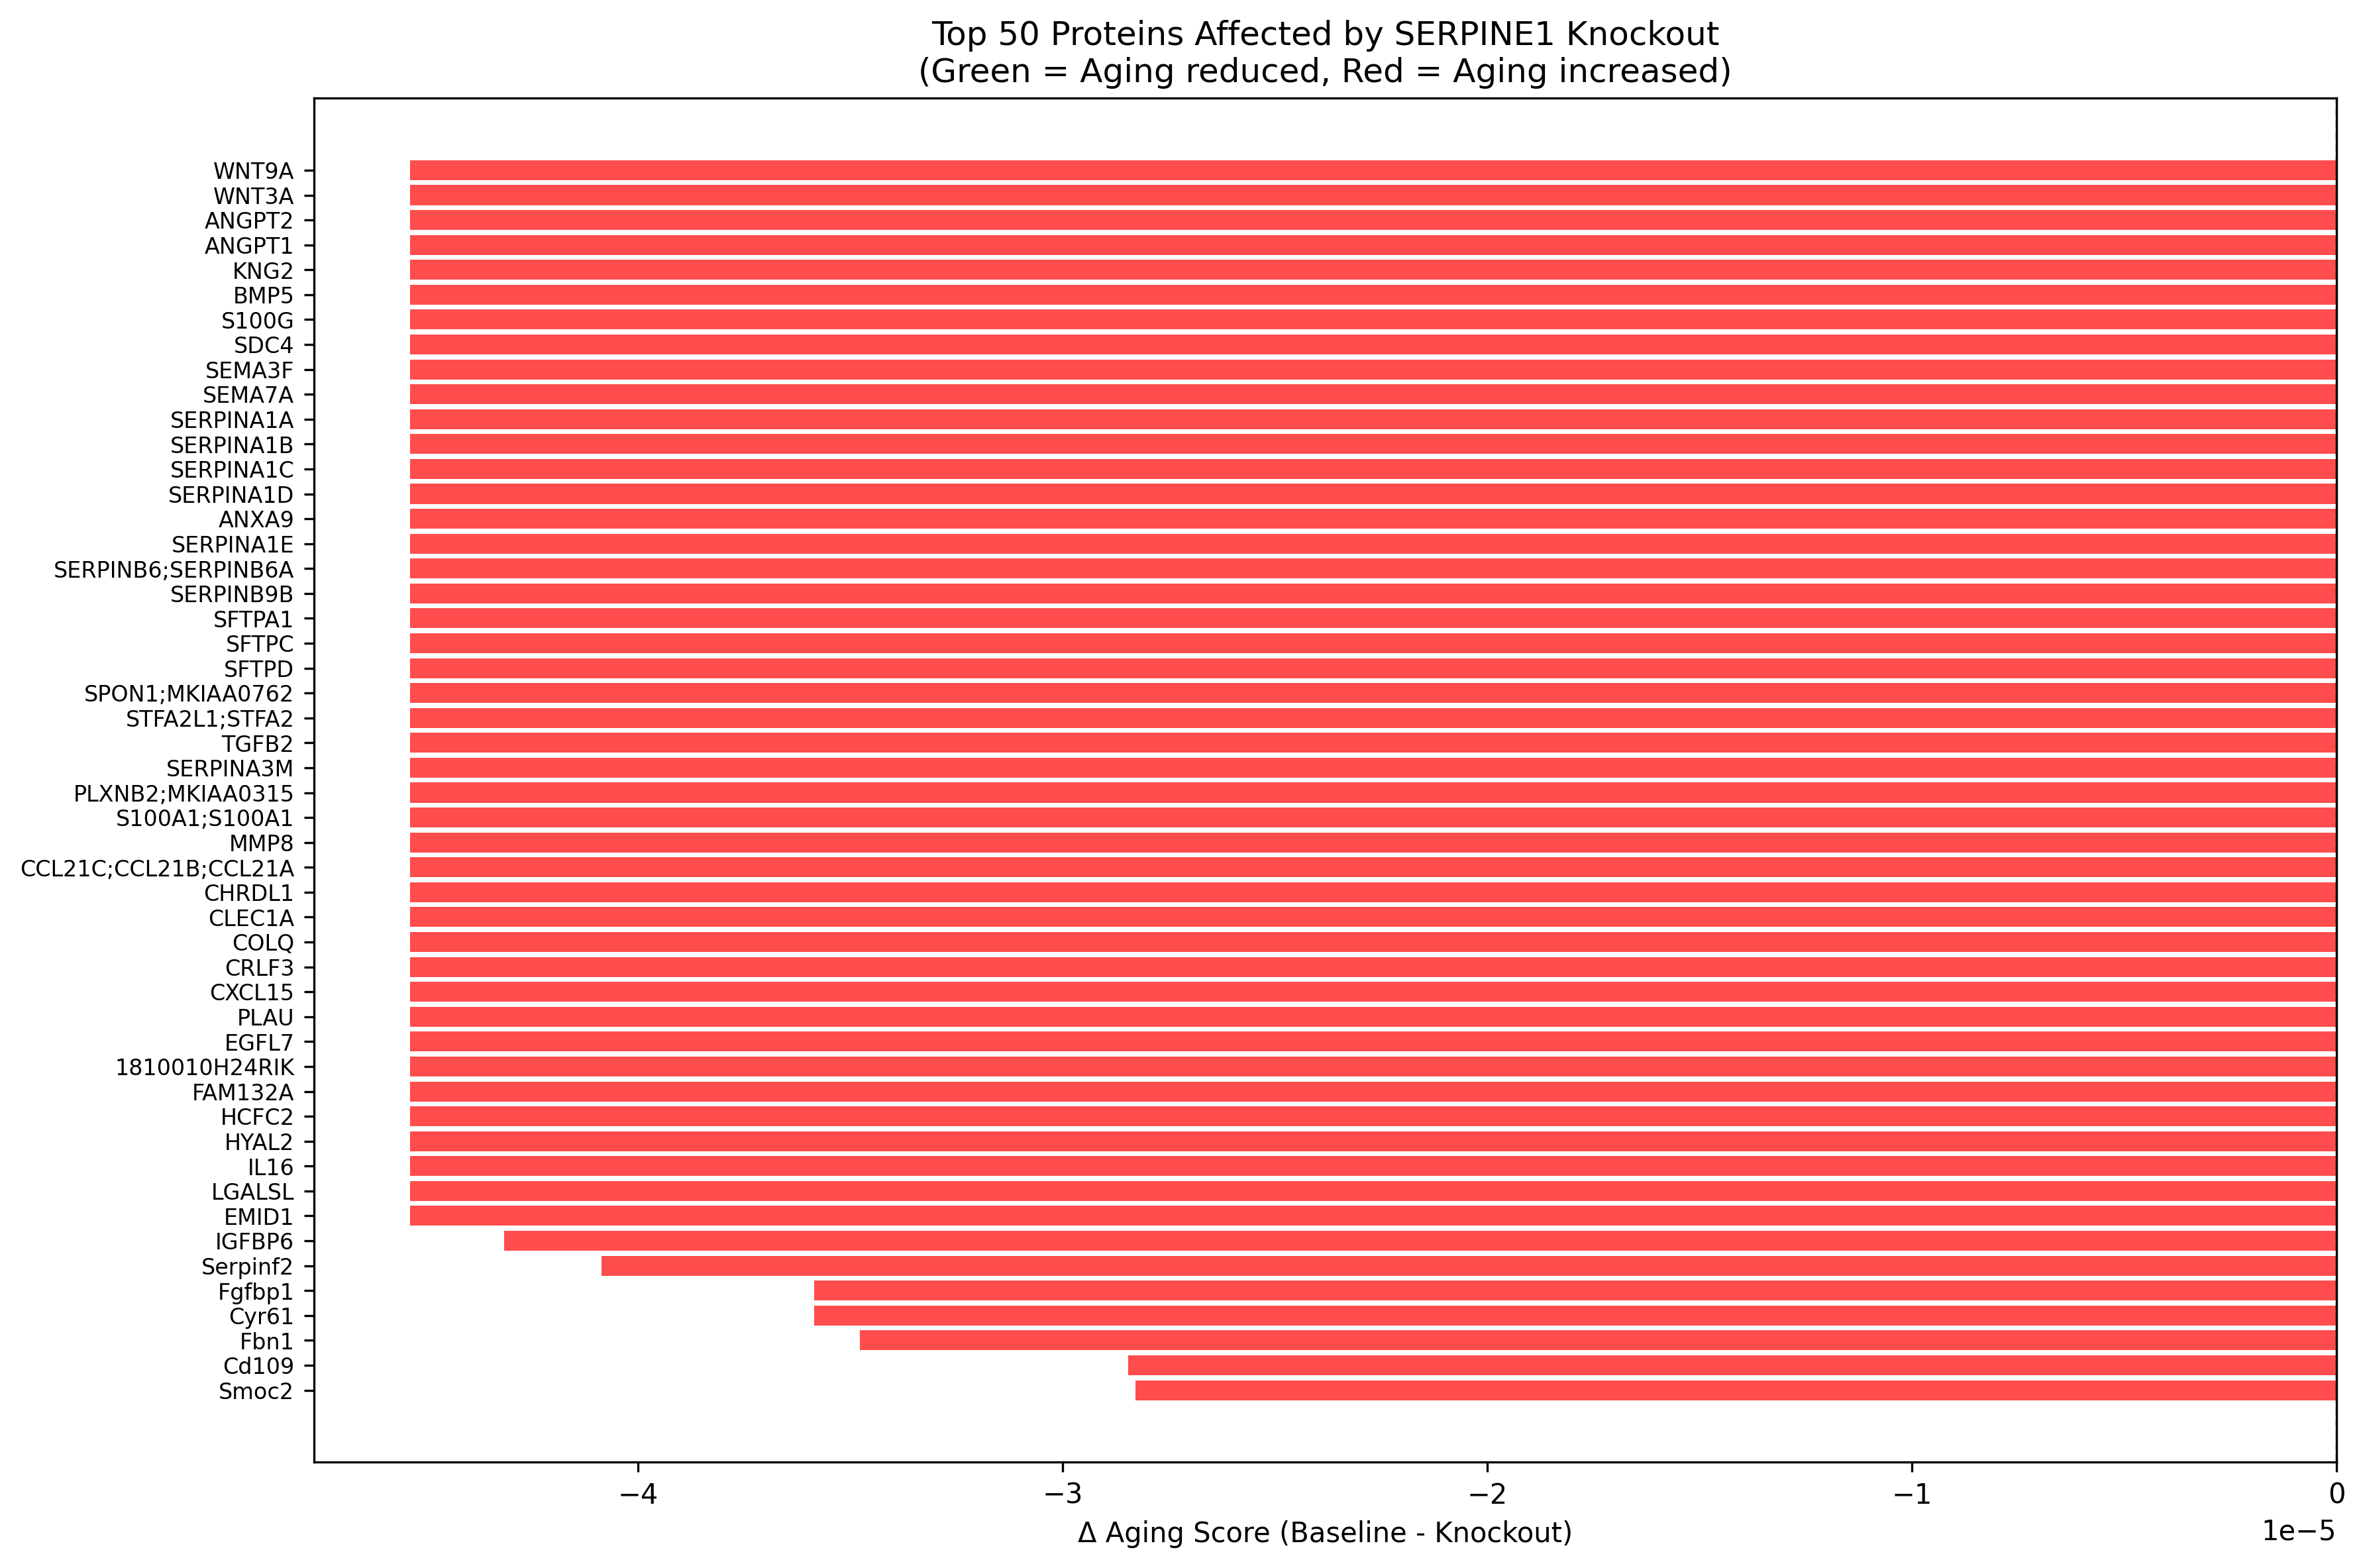 Top 50 Proteins Affected by SERPINE1 Knockout
(Green = Aging reduced, Red = Aging increased)
WNT9A
WNT3A
ANGPT2
ANGPT1
KNG2
BMP5
S100G
SDC4
SEMA3F
SEMA7A
SERPINA1A
SERPINA1B
SERPINA1C
SERPINA1D
ANXA9
SERPINA1E
SERPINB6;SERPINB6A
SERPINB9B
SFTPA1
SFTPC
SFTPD
SPON1;MKIAA0762
STFA2L1;STFA2
TGFB2
SERPINA3M
PLXNB2;MKIAA0315
S100A1;S100A1
MMP8
CCL21C;CCL21B;CCL21A
CHRDL1
CLEC1A
COLQ
CRLF3
CXCL15
PLAU
EGFL7
1810010H24RIK
FAM132A
HCFC2
HYAL2
IL16
LGALSL
EMID1
IGFBP6
Serpinf2
Fgfbp1
Cyr61
Fbn1
Cd109
Smoc2
−4 −3 −2 −1 0
Δ Aging Score (Baseline - Knockout)
1e−5